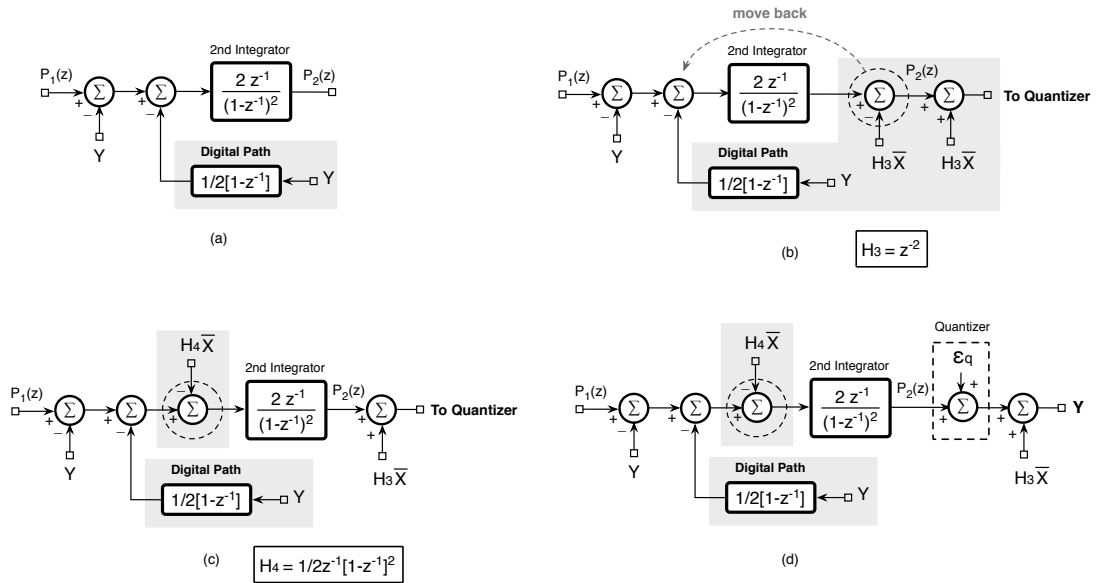 2nd Integrator
P1(z)
Σ
Σ
2 z-1
(1-z-1)2
P2(z)
+
−
+
−
Y
Digital Path
1/2[1-z-1]
Y
(a)
move back
2nd Integrator
P1(z)
Σ
Σ
2 z-1
(1-z-1)2
Σ
P2(z)
Σ
To Quantizer
+
−
+
−
+
−
+
+
Y
H3X̅
H3X̅
Digital Path
1/2[1-z-1]
Y
(b)
H3 = z-2
H4X̅
2nd Integrator
P1(z)
Σ
Σ
−
+
Σ
2 z-1
(1-z-1)2
P2(z)
Σ
To Quantizer
+
−
+
−
+
+
Y
H3X̅
Digital Path
1/2[1-z-1]
Y
(c)
H4 = 1/2z-1[1-z-1]2
Quantizer
H4X̅
εq
2nd Integrator
P1(z)
Σ
Σ
−
+
Σ
2 z-1
(1-z-1)2
P2(z)
+
+
Σ
Σ
Y
+
−
+
−
+
+
Y
H3X̅
Digital Path
1/2[1-z-1]
Y
(d)